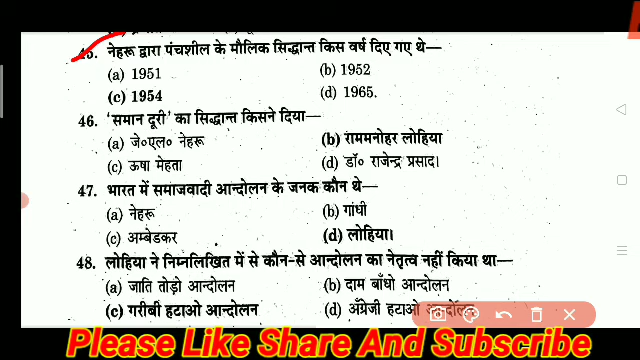 45. नेहरू द्वारा पंचशील के मौलिक सिद्धान्त किस वर्ष दिए गए थे—
(a) 1951 (b) 1952
(c) 1954 (d) 1965.
46. 'समान दूरी' का सिद्धान्त किसने दिया—
(a) जे०एल० नेहरू (b) राममनोहर लोहिया
(c) ऊषा मेहता (d) डॉ० राजेन्द्र प्रसाद।
47. भारत में समाजवादी आन्दोलन के जनक कौन थे—
(a) नेहरू (b) गांधी
(c) अम्बेडकर (d) लोहिया।
48. लोहिया ने निम्नलिखित में से कौन-से आन्दोलन का नेतृत्व नहीं किया था—
(a) जाति तोड़ो आन्दोलन (b) दाम बाँधो आन्दोलन
(c) गरीबी हटाओ आन्दोलन (d) अँग्रेजी हटाओ आन्दोलन
Please Like Share And Subscribe